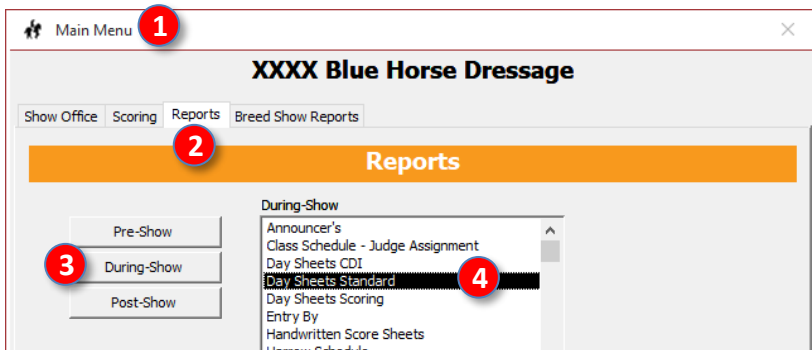 Main Menu 1
XXXX Blue Horse Dressage
Show Office Scoring Reports Breed Show Reports
2
Reports
During-Show
Pre-Show
3 During-Show
Post-Show
Announcer's
Class Schedule - Judge Assignment
Day Sheets CDI
Day Sheets Standard 4
Day Sheets Scoring
Entry By
Handwritten Score Sheets
Harrow Schedule